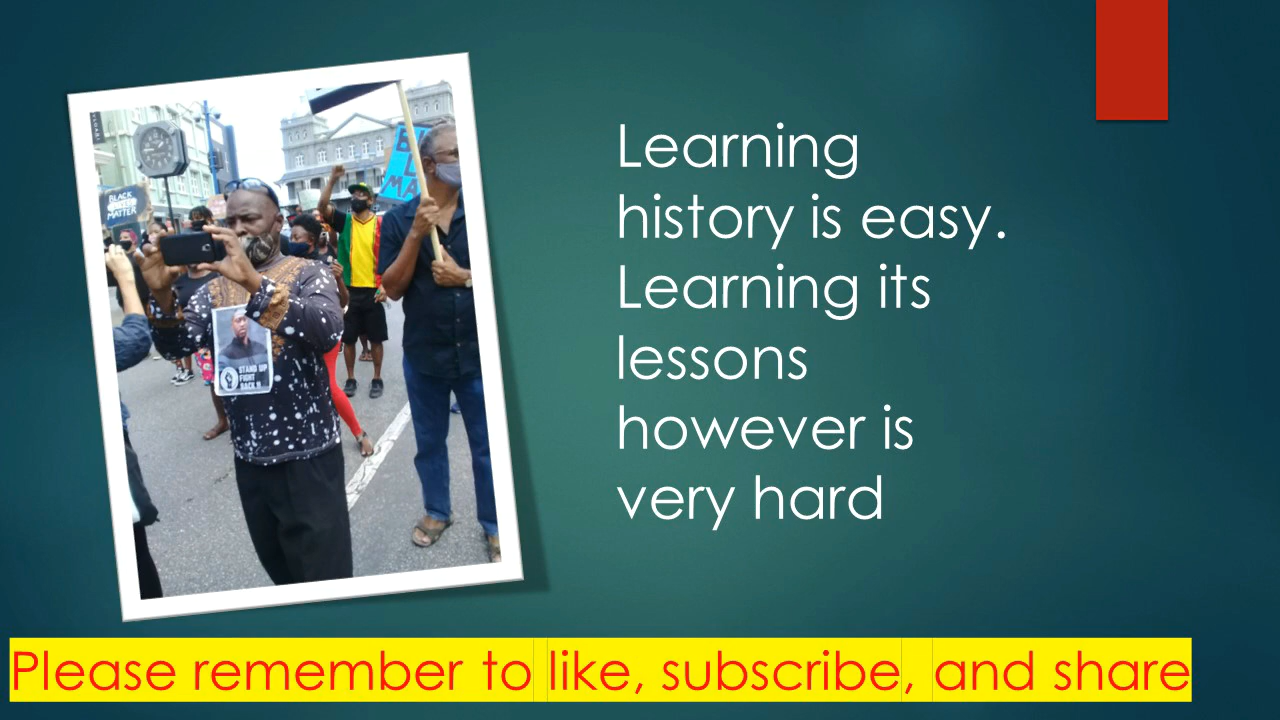 Learning
history is easy.
Learning its
lessons
however is
very hard
BLACK
MATTER
B
L
MA
STAND UP
FIGHT
BACK !!
Please remember to like, subscribe, and share